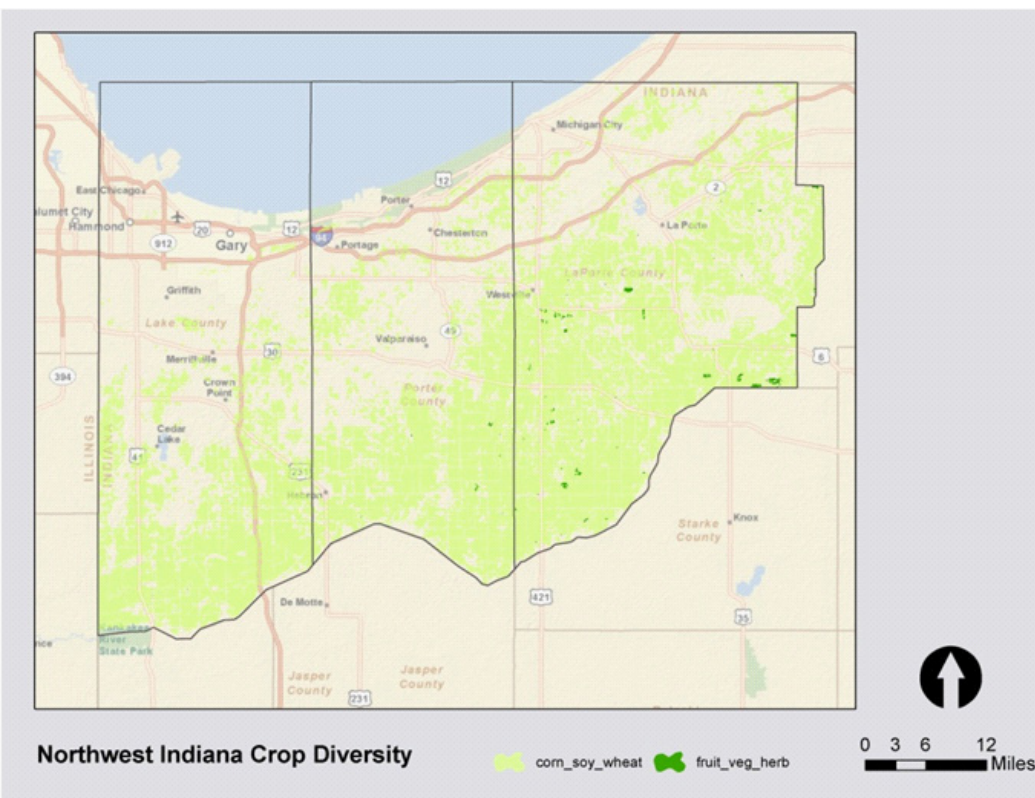 INDIANA
Michigan City
12
East Chicago
2
Porter
Calumet City
Hammond
20
12
La Porte
Chesterton
912
Gary
94
Portage
LaPorte County
Griffith
Westville
Lake County
49
Valparaiso
30
Merrillville
6
394
Crown
Point
Porter
County
Cedar
Lake
ILLINOIS
INDIANA
41
231
Hebron
Starke
County
Knox
De Motte
421
35
Kankakee
River
State Park
nce
Jasper
County
Jasper
County
231
Northwest Indiana Crop Diversity
corn_soy_wheat
fruit_veg_herb
0 3 6 12
Miles